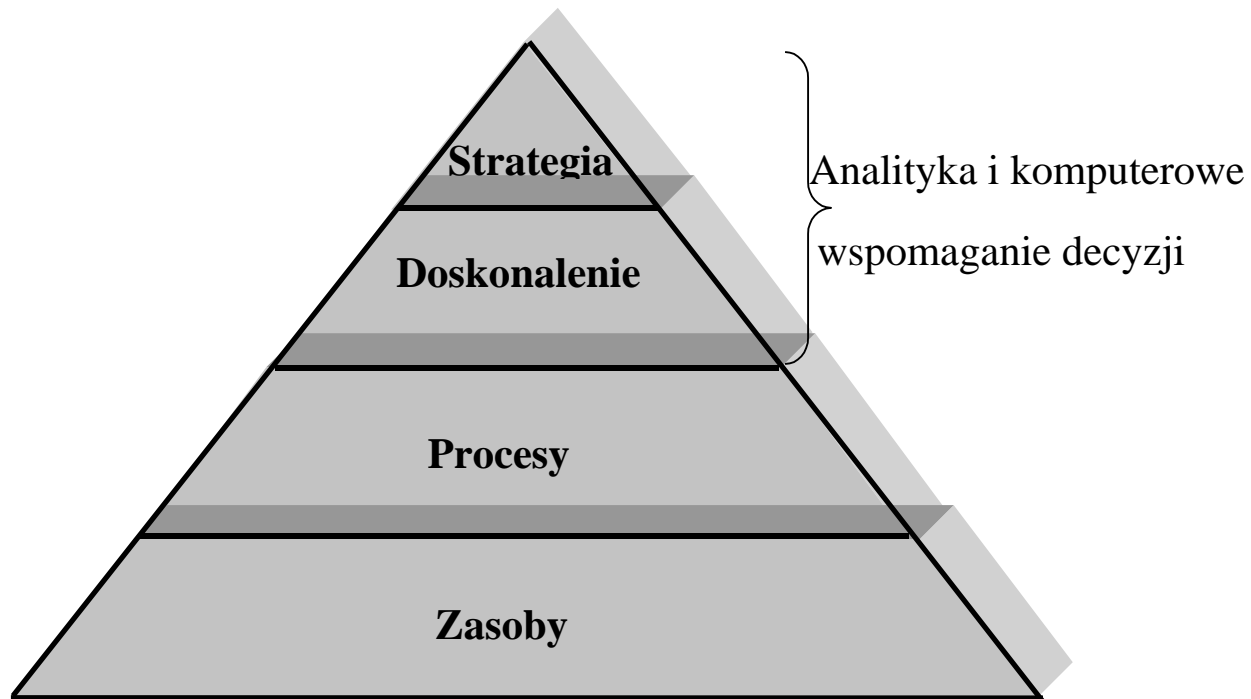 Strategia
Analityka i komputerowe
wspomaganie decyzji
Doskonalenie
Procesy
Zasoby